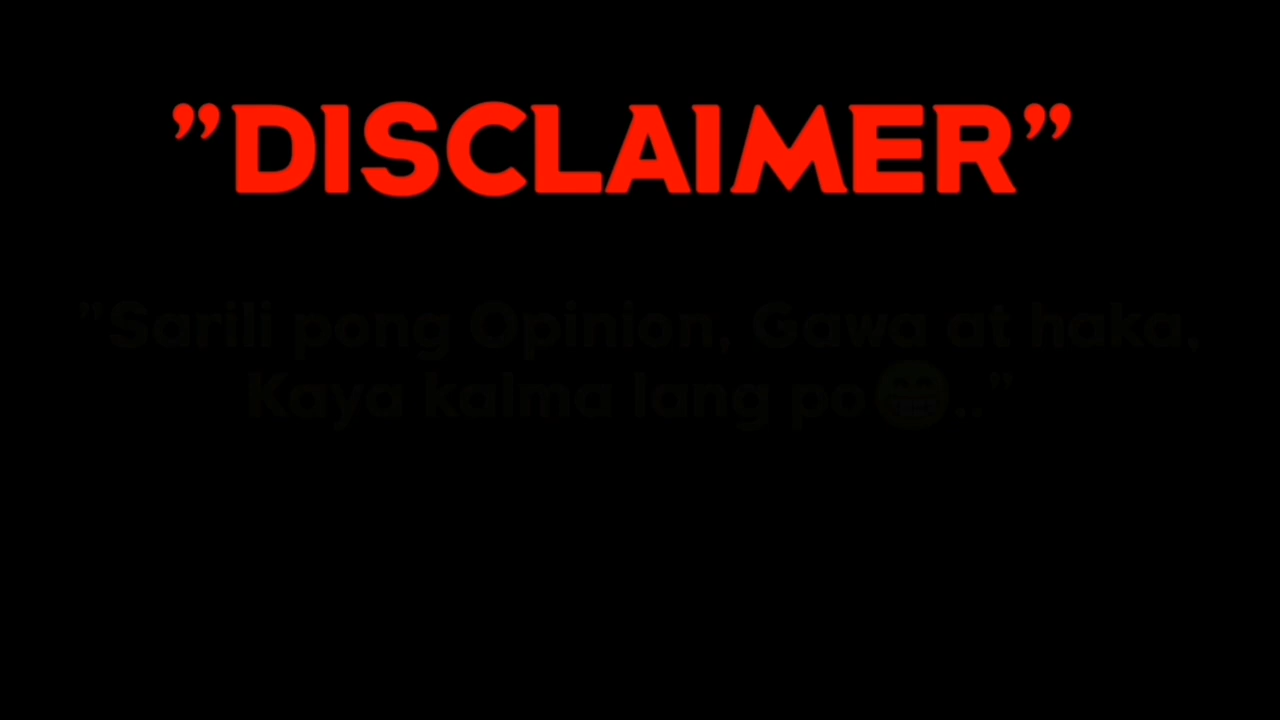 ”DISCLAIMER”
”Sarili pong Opinion, Gawa at haka,
Kaya kalma lang po😁..”